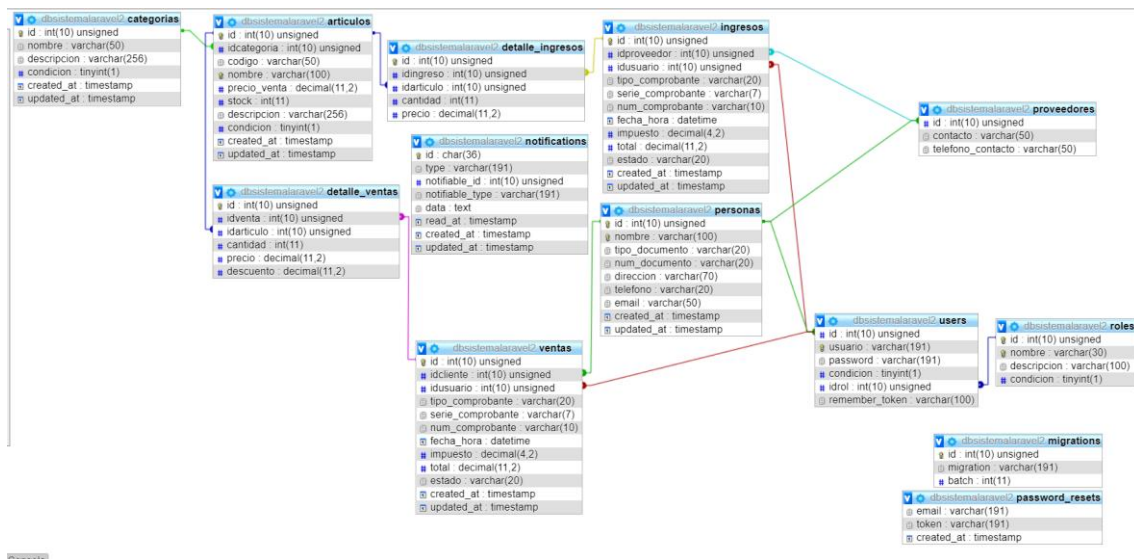 dbsistemalaravel2 categorias
id : int(10) unsigned
nombre : varchar(50)
descripcion : varchar(256)
condicion : tinyint(1)
created_at : timestamp
updated_at : timestamp
dbsistemalaravel2 articulos
id : int(10) unsigned
idcategoria : int(10) unsigned
codigo : varchar(50)
nombre : varchar(100)
precio_venta : decimal(11,2)
stock : int(11)
descripcion : varchar(256)
condicion : tinyint(1)
created_at : timestamp
updated_at : timestamp
dbsistemalaravel2 detalle_ingresos
id : int(10) unsigned
idingreso : int(10) unsigned
idarticulo : int(10) unsigned
cantidad : int(11)
precio : decimal(11,2)
dbsistemalaravel2 ingresos
id : int(10) unsigned
idproveedor : int(10) unsigned
idusuario : int(10) unsigned
tipo_comprobante : varchar(20)
serie_comprobante : varchar(7)
num_comprobante : varchar(10)
fecha_hora : datetime
impuesto : decimal(4,2)
total : decimal(11,2)
estado : varchar(20)
created_at : timestamp
updated_at : timestamp
dbsistemalaravel2 proveedores
id : int(10) unsigned
contacto : varchar(50)
telefono_contacto : varchar(50)
dbsistemalaravel2 notifications
id : char(36)
type : varchar(191)
notifiable_id : int(10) unsigned
notifiable_type : varchar(191)
data : text
read_at : timestamp
created_at : timestamp
updated_at : timestamp
dbsistemalaravel2 detalle_ventas
id : int(10) unsigned
idventa : int(10) unsigned
idarticulo : int(10) unsigned
cantidad : int(11)
precio : decimal(11,2)
descuento : decimal(11,2)
dbsistemalaravel2 personas
id : int(10) unsigned
nombre : varchar(100)
tipo_documento : varchar(20)
num_documento : varchar(20)
direccion : varchar(70)
telefono : varchar(20)
email : varchar(50)
created_at : timestamp
updated_at : timestamp
dbsistemalaravel2 ventas
id : int(10) unsigned
idcliente : int(10) unsigned
idusuario : int(10) unsigned
tipo_comprobante : varchar(20)
serie_comprobante : varchar(7)
num_comprobante : varchar(10)
fecha_hora : datetime
impuesto : decimal(4,2)
total : decimal(11,2)
estado : varchar(20)
created_at : timestamp
updated_at : timestamp
dbsistemalaravel2 users
id : int(10) unsigned
usuario : varchar(191)
password : varchar(191)
condicion : tinyint(1)
idrol : int(10) unsigned
remember_token : varchar(100)
dbsistemalaravel2 roles
id : int(10) unsigned
nombre : varchar(30)
descripcion : varchar(100)
condicion : tinyint(1)
dbsistemalaravel2 migrations
id : int(10) unsigned
migration : varchar(191)
batch : int(11)
dbsistemalaravel2 password_resets
email : varchar(191)
token : varchar(191)
created_at : timestamp